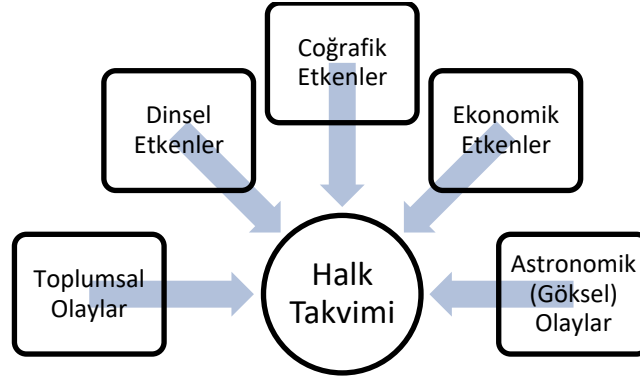 Coğrafik
Etkenler
Dinsel
Etkenler
Ekonomik
Etkenler
Toplumsal
Olaylar
Halk
Takvimi
Astronomik
(Göksel)
Olaylar